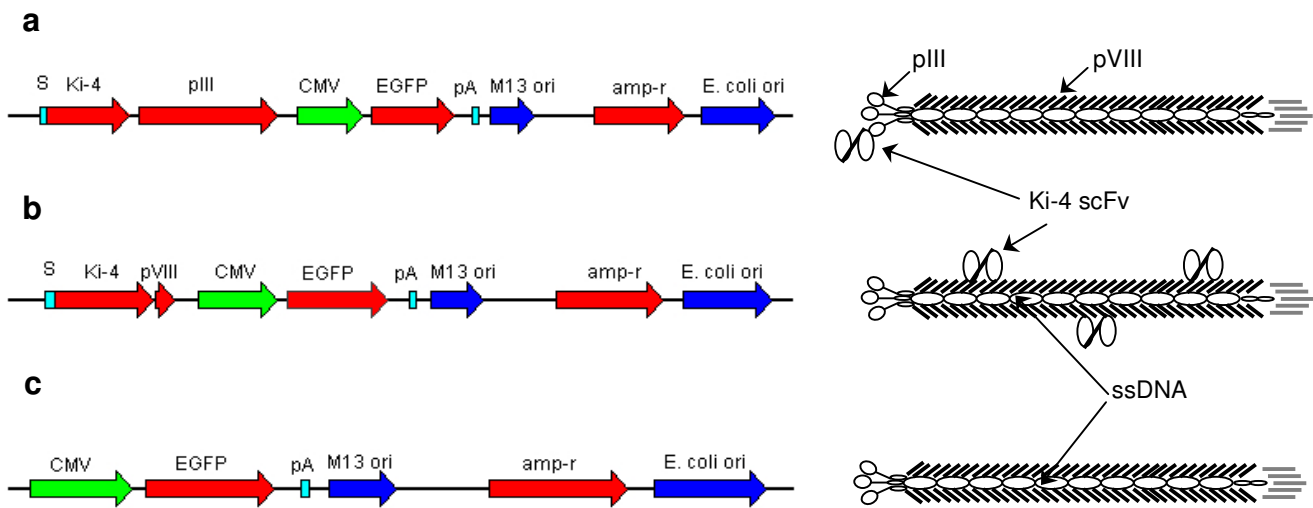 a
S Ki-4 pIII CMV EGFP pA M13 ori amp-r E. coli ori
pIII pVIII
Ki-4 scFv
b
S Ki-4 pVIII CMV EGFP pA M13 ori amp-r E. coli ori
ssDNA
c
CMV EGFP pA M13 ori amp-r E. coli ori